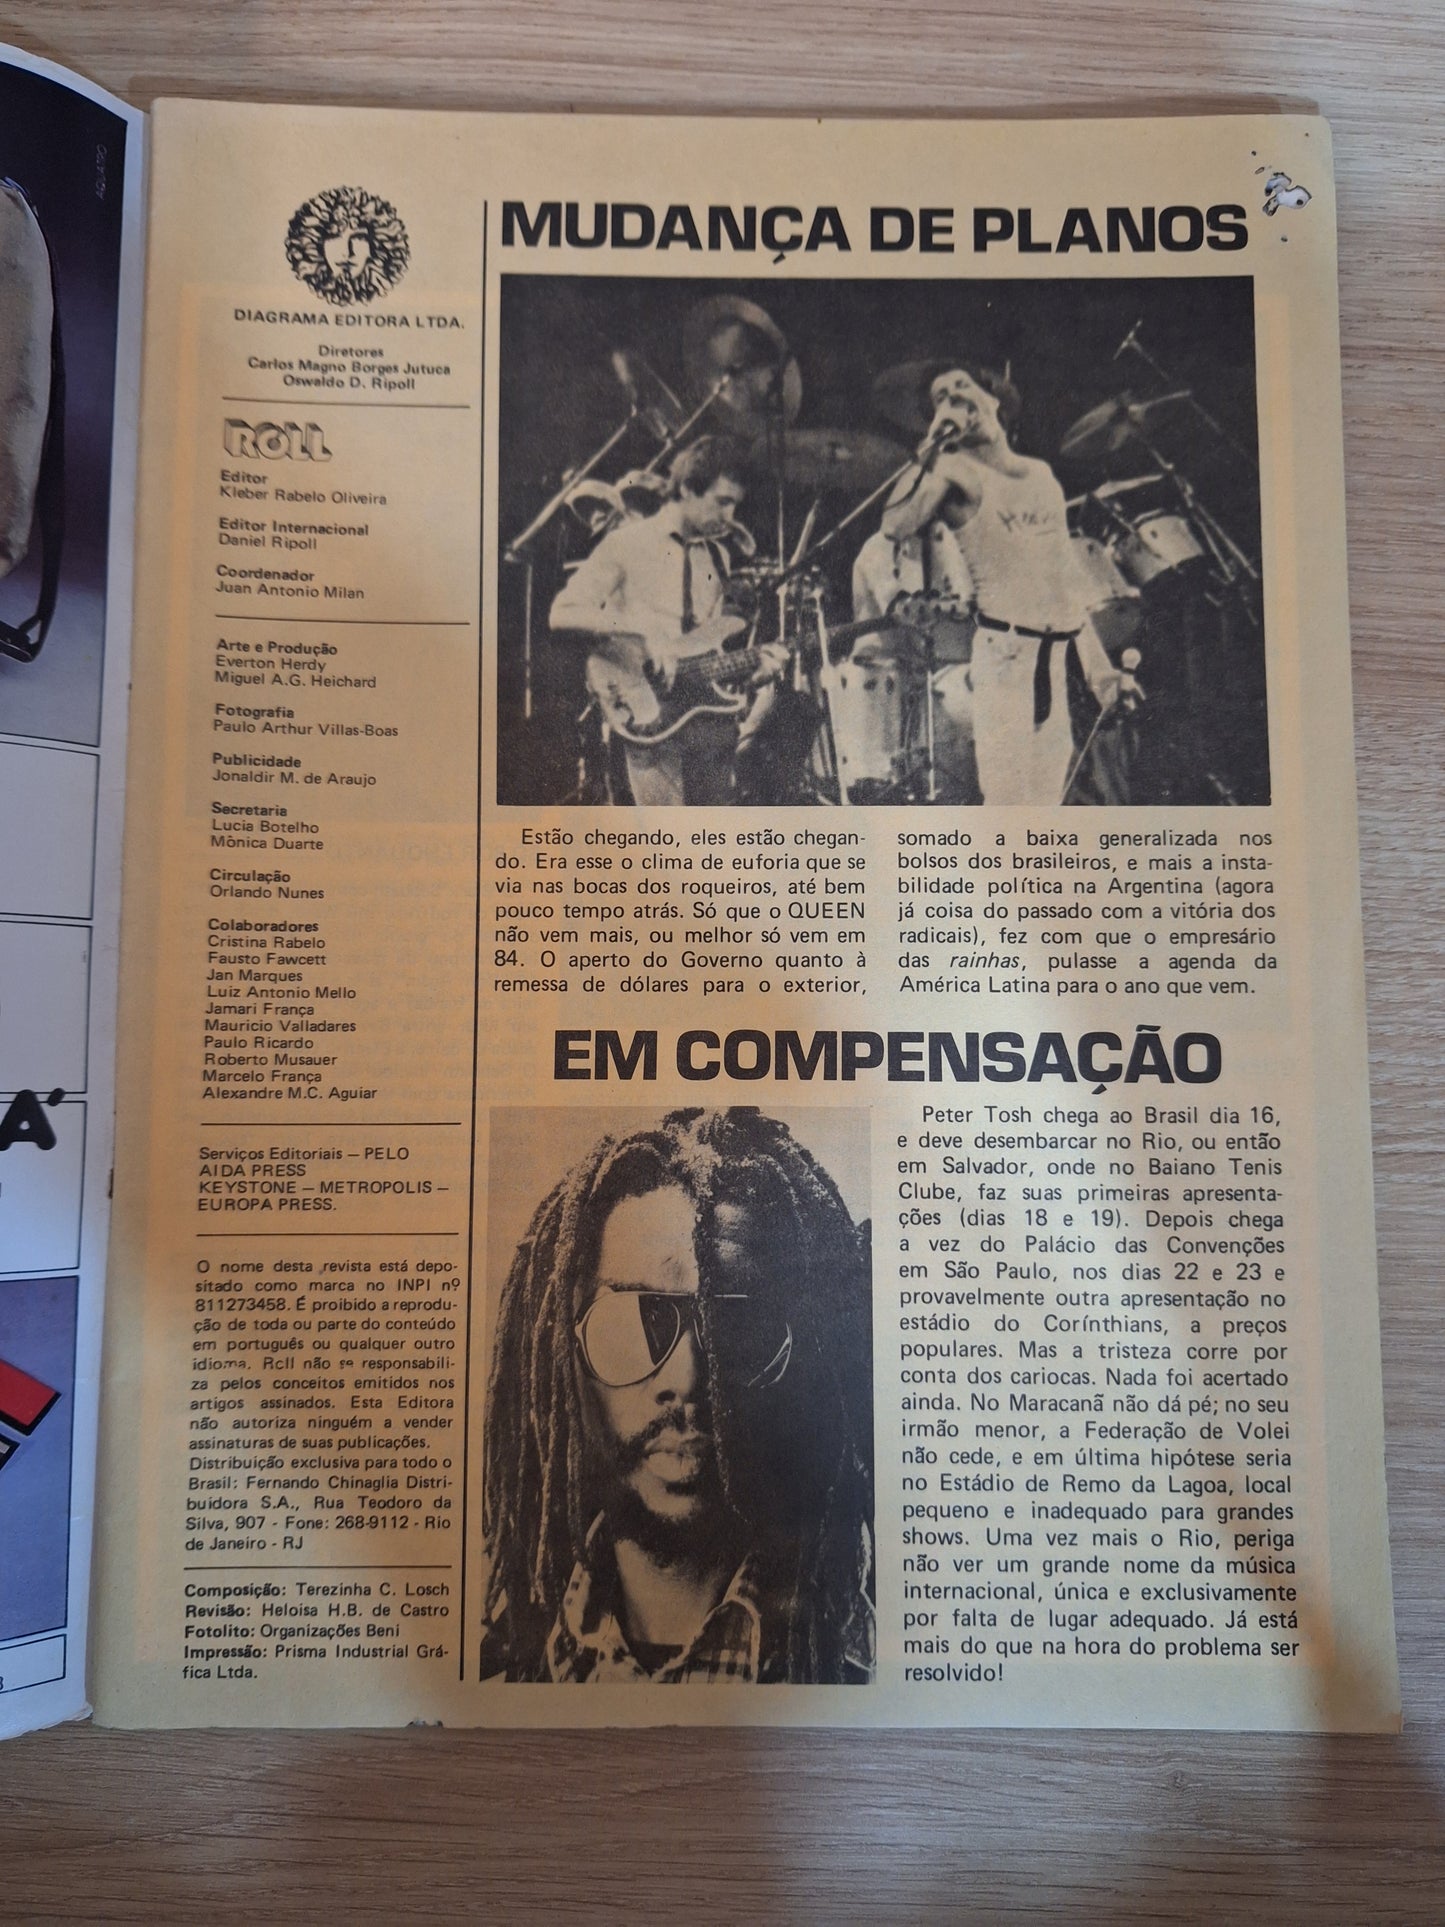 AQUATRO
A
DIAGRAMA EDITORA LTDA.
Diretores
Carlos Magno Borges Jutuca
Oswaldo D. Ripoll
ROLL
Editor
Kleber Rabelo Oliveira
Editor Internacional
Daniel Ripoll
Coordenador
Juan Antonio Milan
Arte e Produção
Everton Herdy
Miguel A.G. Heichard
Fotografia
Paulo Arthur Villas-Boas
Publicidade
Jonaldir M. de Araujo
Secretaria
Lucia Botelho
Mônica Duarte
Circulação
Orlando Nunes
Colaboradores
Cristina Rabelo
Fausto Fawcett
Jan Marques
Luiz Antonio Mello
Jamari França
Mauricio Valladares
Paulo Ricardo
Roberto Musauer
Marcelo França
Alexandre M.C. Aguiar
Serviços Editoriais — PELO
AIDA PRESS
KEYSTONE — METROPOLIS —
EUROPA PRESS.
O nome desta revista está depo-
sitado como marca no INPI nº
811273458. É proibido a reprodu-
ção de toda ou parte do conteúdo
em português ou qualquer outro
idioma. Roll não se responsabili-
za pelos conceitos emitidos nos
artigos assinados. Esta Editora
não autoriza ninguém a vender
assinaturas de suas publicações.
Distribuição exclusiva para todo o
Brasil: Fernando Chinaglia Distri-
buidora S.A., Rua Teodoro da
Silva, 907 - Fone: 268-9112 - Rio
de Janeiro - RJ
Composição: Terezinha C. Losch
Revisão: Heloisa H.B. de Castro
Fotolito: Organizações Beni
Impressão: Prisma Industrial Grá-
fica Ltda.
MUDANÇA DE PLANOS
Estão chegando, eles estão chegan-
do. Era esse o clima de euforia que se
via nas bocas dos roqueiros, até bem
pouco tempo atrás. Só que o QUEEN
não vem mais, ou melhor só vem em
84. O aperto do Governo quanto à
remessa de dólares para o exterior,
somado a baixa generalizada nos
bolsos dos brasileiros, e mais a insta-
bilidade política na Argentina (agora
já coisa do passado com a vitória dos
radicais), fez com que o empresário
das rainhas, pulasse a agenda da
América Latina para o ano que vem.
EM COMPENSAÇÃO
Peter Tosh chega ao Brasil dia 16,
e deve desembarcar no Rio, ou então
em Salvador, onde no Baiano Tenis
Clube, faz suas primeiras apresenta-
ções (dias 18 e 19). Depois chega
a vez do Palácio das Convenções
em São Paulo, nos dias 22 e 23 e
provavelmente outra apresentação no
estádio do Corínthians, a preços
populares. Mas a tristeza corre por
conta dos cariocas. Nada foi acertado
ainda. No Maracanã não dá pé; no seu
irmão menor, a Federação de Volei
não cede, e em última hipótese seria
no Estádio de Remo da Lagoa, local
pequeno e inadequado para grandes
shows. Uma vez mais o Rio, periga
não ver um grande nome da música
internacional, única e exclusivamente
por falta de lugar adequado. Já está
mais do que na hora do problema ser
resolvido!